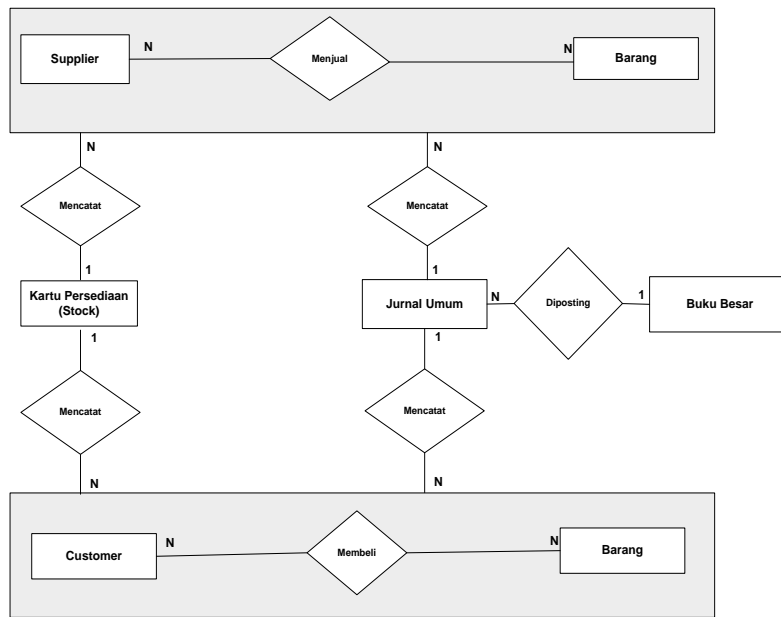 N
N
Supplier
Menjual
Barang
N
N
Mencatat
Mencatat
1
1
Kartu Persediaan
(Stock)
Jurnal Umum
N
Diposting
1
Buku Besar
1
1
Mencatat
Mencatat
N
N
Customer
N
Membeli
N
Barang